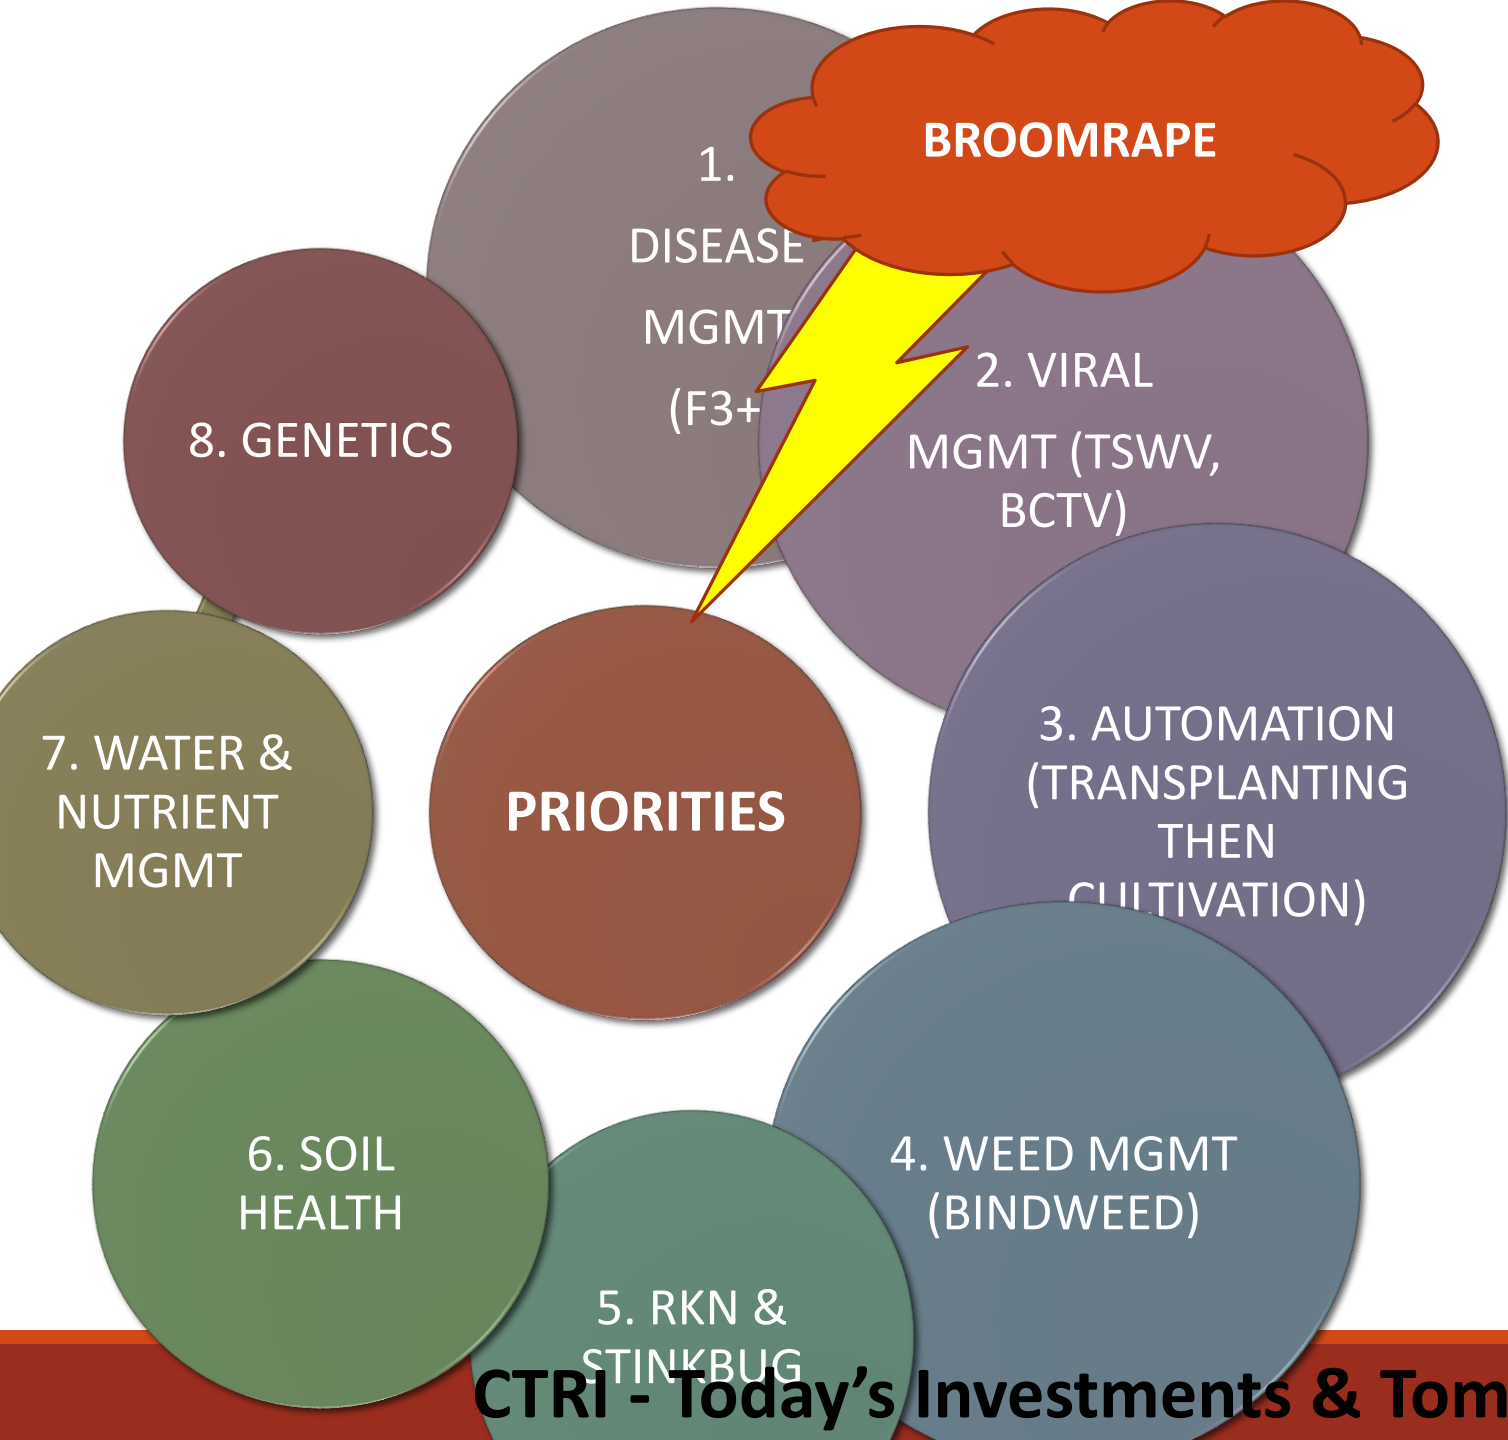 BROOMRAPE
1.
DISEASE
MGMT
(F3+
2. VIRAL
MGMT (TSWV,
BCTV)
3. AUTOMATION
(TRANSPLANTING
THEN
CULTIVATION)
4. WEED MGMT
(BINDWEED)
5. RKN &
STINKBUG
6. SOIL
HEALTH
7. WATER &
NUTRIENT
MGMT
8. GENETICS
PRIORITIES
CTRI - Today’s Investments & Tom